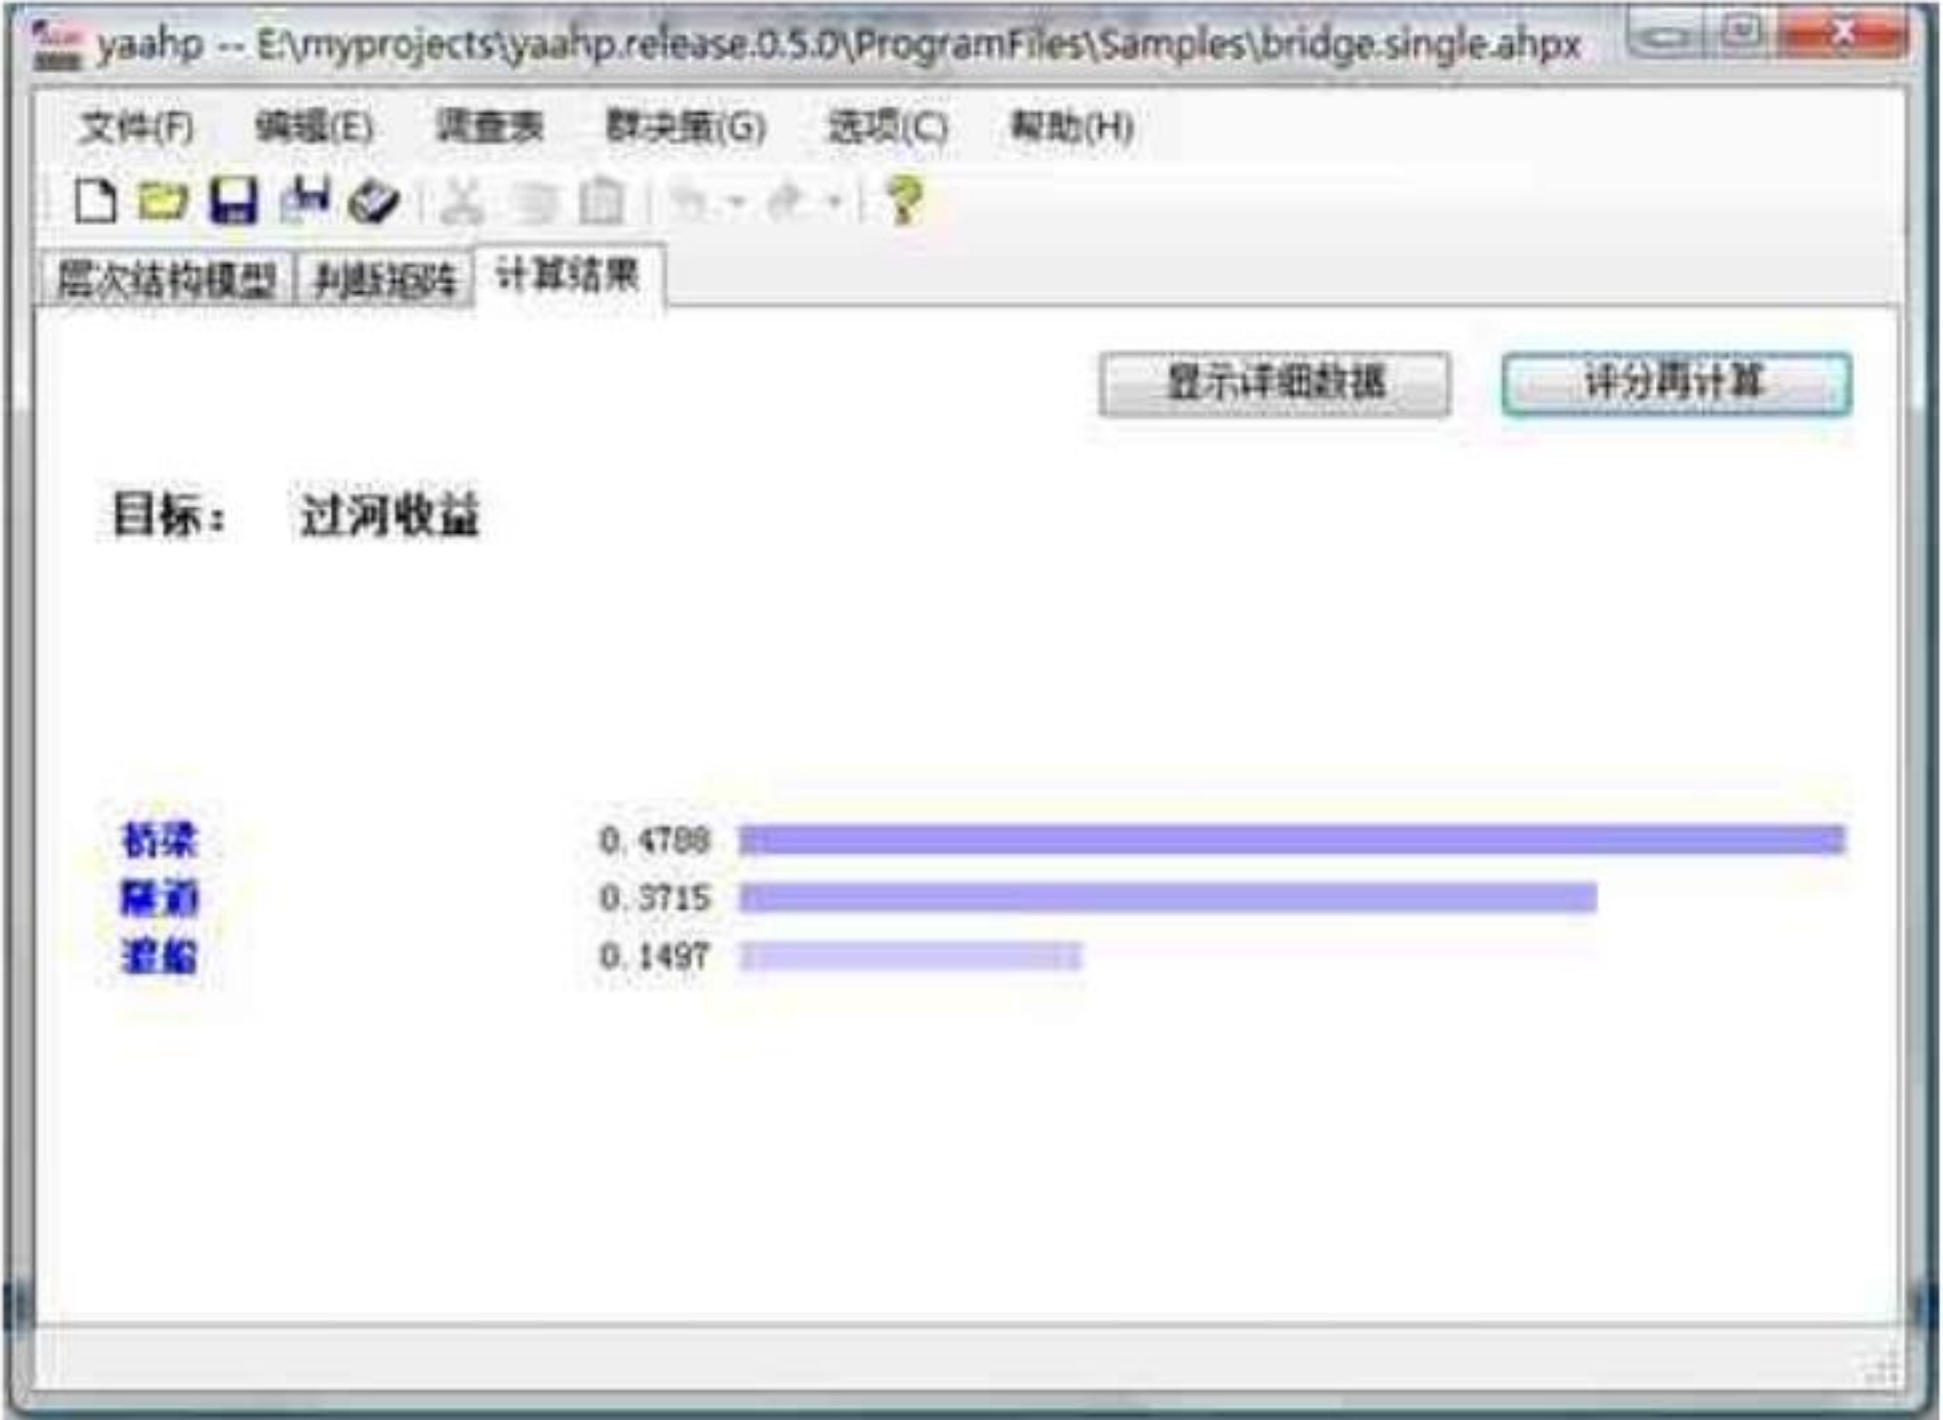 yaahp -- E:\myprojects\yaahp.release.0.5.0\ProgramFiles\Samples\bridge.single.ahpx
文件(F) 编辑(E) 调查表 群决策(G) 选项(C) 帮助(H)
层次结构模型 判断矩阵 计算结果
显示详细数据 评分再计算
目标： 过河收益
桥梁 0.4788
隧道 0.3715
渡船 0.1497